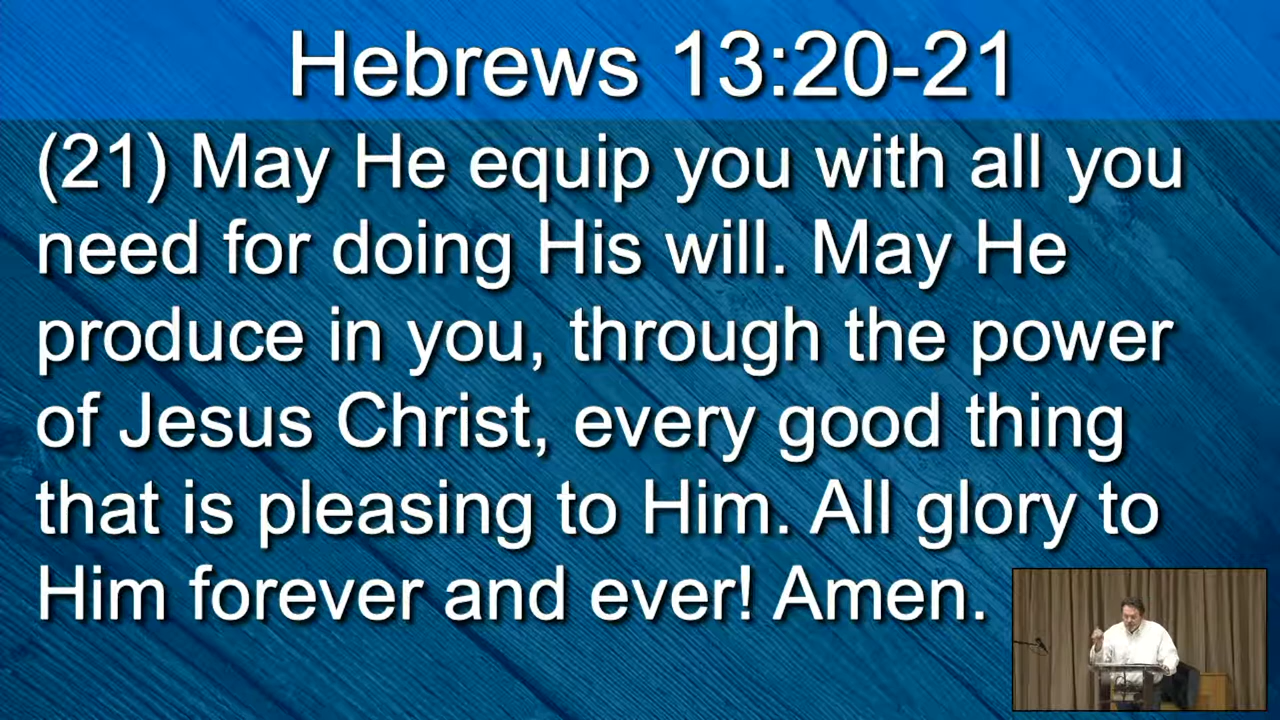 Hebrews 13:20-21
(21) May He equip you with all you
need for doing His will. May He
produce in you, through the power
of Jesus Christ, every good thing
that is pleasing to Him. All glory to
Him forever and ever! Amen.